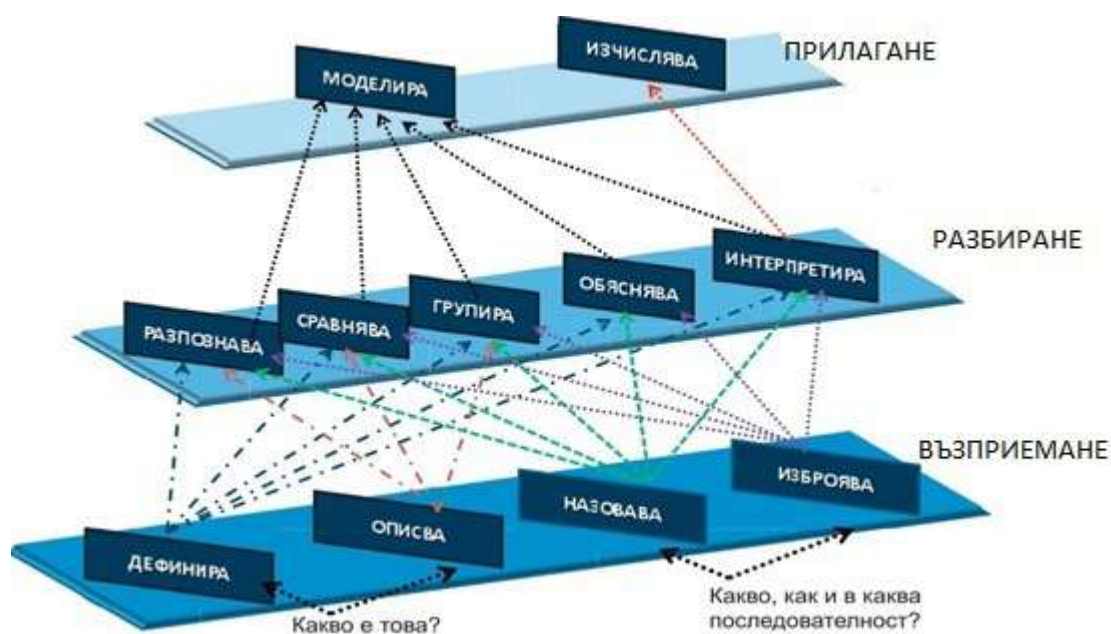 ИЗЧИСЛЯВА
ПРИЛАГАНЕ
МОДЕЛИРА
РАЗБИРАНЕ
ИНТЕРПРЕТИРА
ОБЯСНЯВА
ГРУПИРА
СРАВНЯВА
РАЗПОЗНАВА
ВЪЗПРИЕМАНЕ
ИЗБРОЯВА
НАЗОВАВА
ОПИСВА
ДЕФИНИРА
Какво е това?
Какво, как и в каква
последователност?